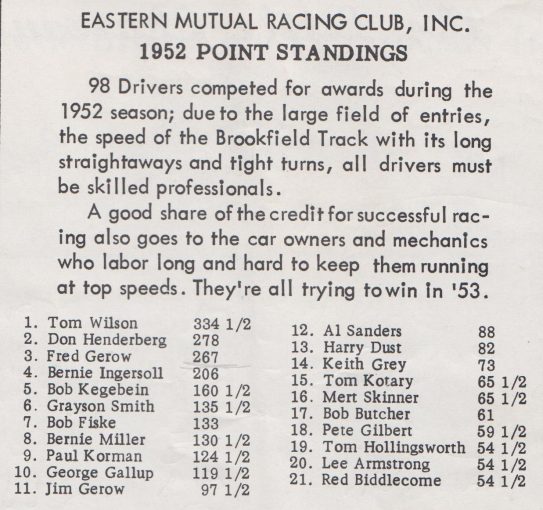 EASTERN MUTUAL RACING CLUB, INC.
1952 POINT STANDINGS
98 Drivers competed for awards during the
1952 season; due to the large field of entries,
the speed of the Brookfield Track with its long
straightaways and tight turns, all drivers must
be skilled professionals.
A good share of the credit for successful rac-
ing also goes to the car owners and mechanics
who labor long and hard to keep them running
at top speeds. They're all trying to win in '53.
1. Tom Wilson 334 1/2
2. Don Henderberg 278
3. Fred Gerow 267
4. Bernie Ingersoll 206
5. Bob Kegebein 160 1/2
6. Grayson Smith 135 1/2
7. Bob Fiske 133
8. Bernie Miller 130 1/2
9. Paul Korman 124 1/2
10. George Gallup 119 1/2
11. Jim Gerow 97 1/2
12. Al Sanders 88
13. Harry Dust 82
14. Keith Grey 73
15. Tom Kotary 65 1/2
16. Mert Skinner 65 1/2
17. Bob Butcher 61
18. Pete Gilbert 59 1/2
19. Tom Hollingsworth 54 1/2
20. Lee Armstrong 54 1/2
21. Red Biddlecome 54 1/2